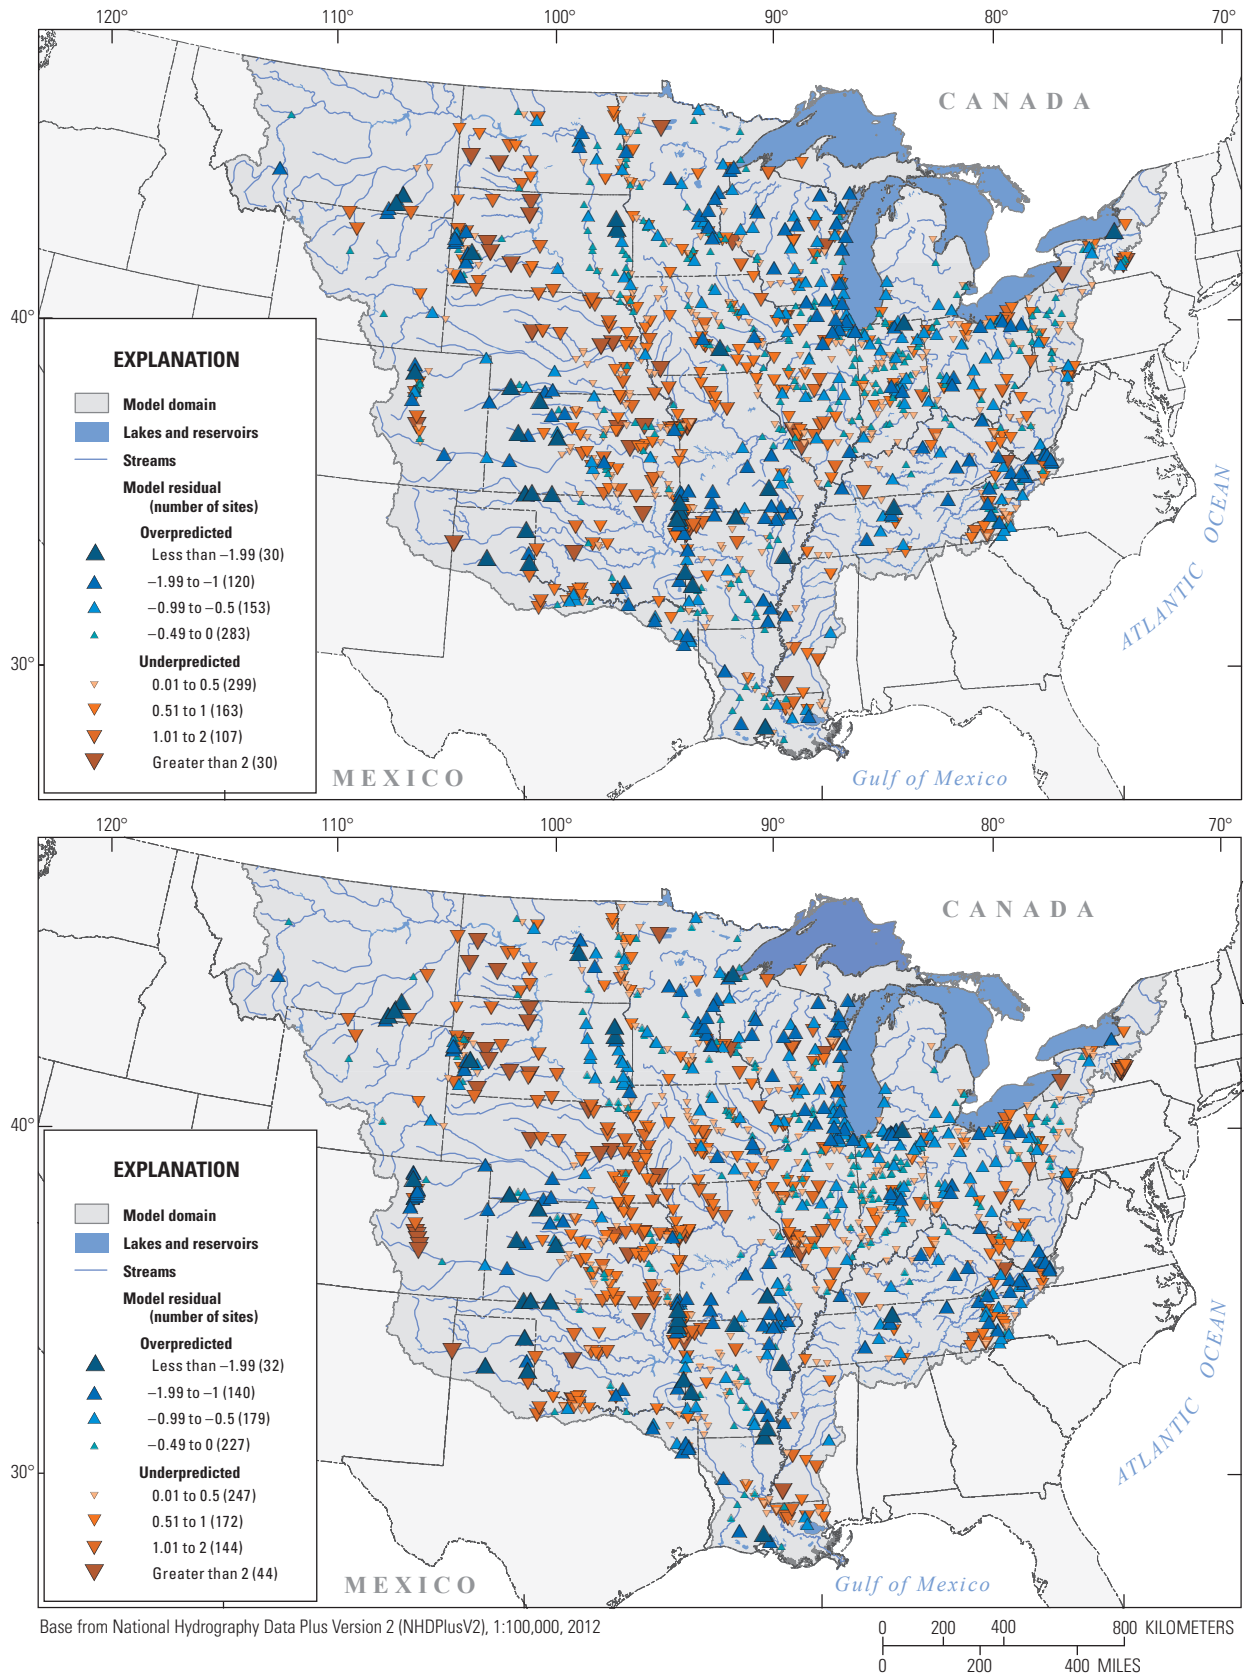 120° 110° 100° 90° 80° 70°
CANADA
40°
30°
EXPLANATION
Model domain
Lakes and reservoirs
Streams
Model residual
(number of sites)
Overpredicted
Less than −1.99 (30)
−1.99 to −1 (120)
−0.99 to −0.5 (153)
−0.49 to 0 (283)
Underpredicted
0.01 to 0.5 (299)
0.51 to 1 (163)
1.01 to 2 (107)
Greater than 2 (30)
ATLANTIC OCEAN
MEXICO
Gulf of Mexico
120° 110° 100° 90° 80° 70°
CANADA
40°
30°
EXPLANATION
Model domain
Lakes and reservoirs
Streams
Model residual
(number of sites)
Overpredicted
Less than −1.99 (32)
−1.99 to −1 (140)
−0.99 to −0.5 (179)
−0.49 to 0 (227)
Underpredicted
0.01 to 0.5 (247)
0.51 to 1 (172)
1.01 to 2 (144)
Greater than 2 (44)
ATLANTIC OCEAN
MEXICO
Gulf of Mexico
Base from National Hydrography Data Plus Version 2 (NHDPlusV2), 1:100,000, 2012
0 200 400 800 KILOMETERS
0 200 400 MILES